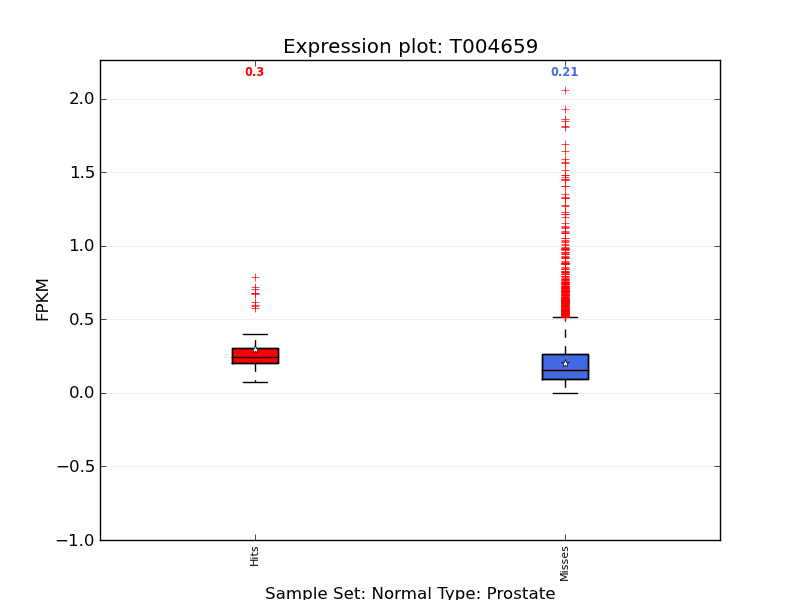 Expression plot: T004659
0.3
0.21
2.0
1.5
1.0
0.5
0.0
−0.5
−1.0
FPKM
Hits
Misses
Sample Set: Normal Type: Prostate